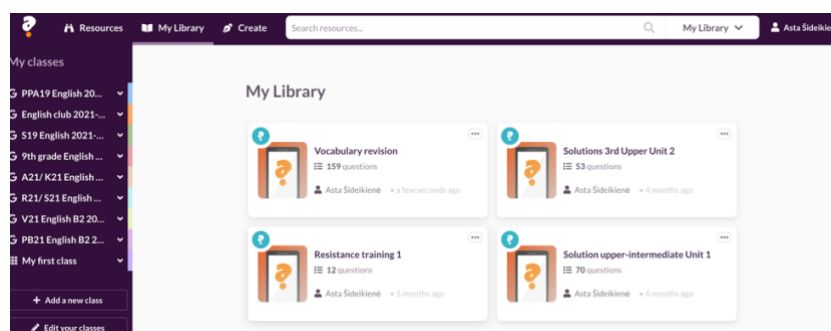 Resources My Library Create Search resources... My Library Asta Šideikie
My classes
PPA19 English 20...
English club 2021-...
S19 English 2021-...
9th grade English ...
A21/ K21 English ...
R21/ S21 English ...
V21 English B2 20...
PB21 English B2 2...
My first class
+ Add a new class
Edit your classes
My Library
Vocabulary revision
159 questions
Asta Šideikienė • a few seconds ago
Solutions 3rd Upper Unit 2
53 questions
Asta Šideikienė • 4 months ago
Resistance training 1
12 questions
Asta Šideikienė • 5 months ago
Solution upper-intermediate Unit 1
70 questions
Asta Šideikienė • 6 months ago